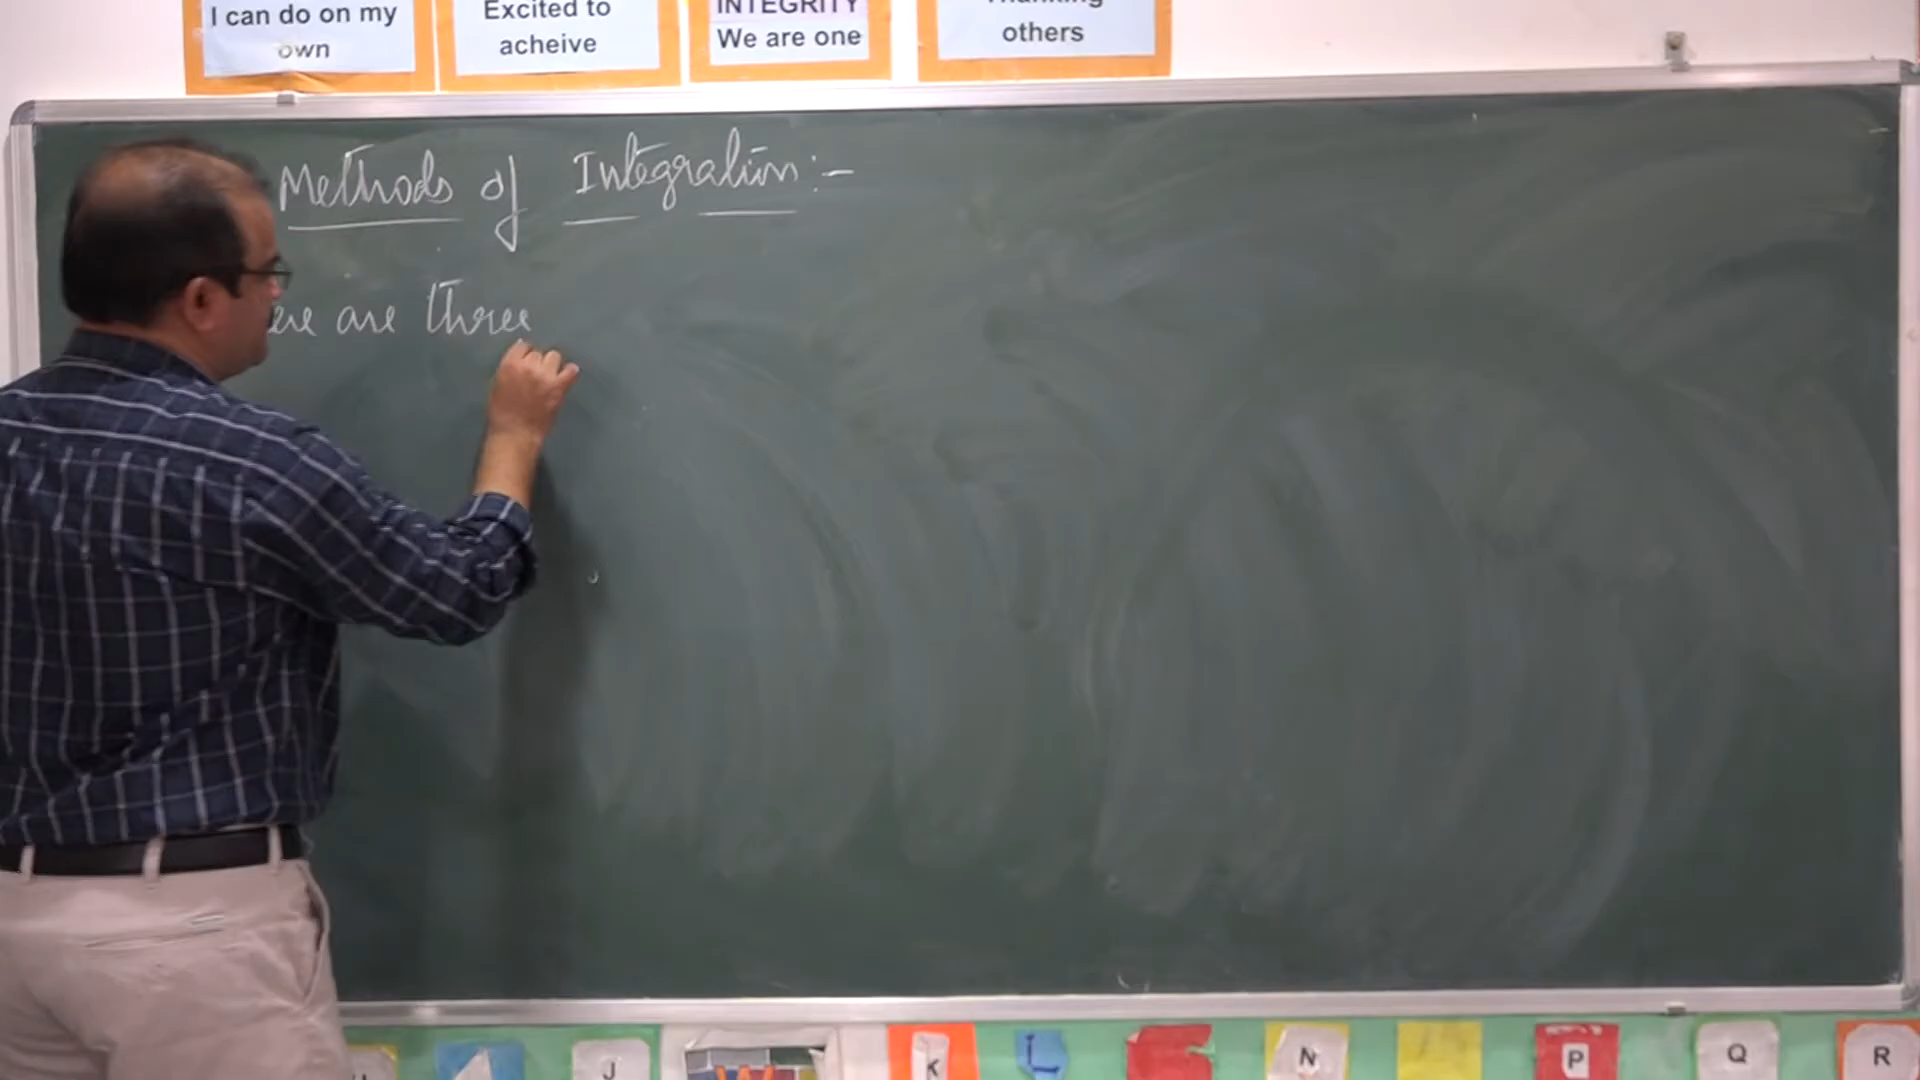 I can do on my
own
Excited to
acheive
INTEGRITY
We are one
others
Methods of Integration :-
ere are three
J
K
L
N
P
Q
R